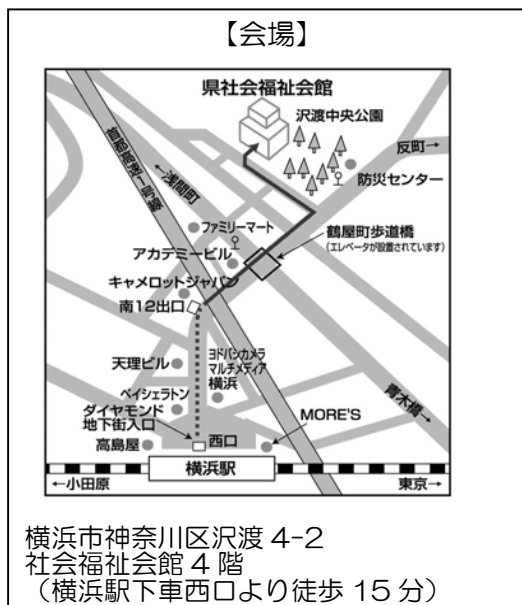 【会場】
県社会福祉会館
沢渡中央公園
反町→
首都高速1号線
←浅間町
防災センター
ファミリーマート
鶴屋町歩道橋
(エレベータが設置されています)
アカデミービル
キャメロットジャパン
南12出口
天理ビル
ヨドバシカメラ
マルチメディア
横浜
ベイシェラトン
青木橋→
ダイヤモンド
地下街入口
MORE'S
高島屋
西口
横浜駅
←小田原
東京→
横浜市神奈川区沢渡 4-2
社会福祉会館 4 階
（横浜駅下車西口より徒歩 15 分）